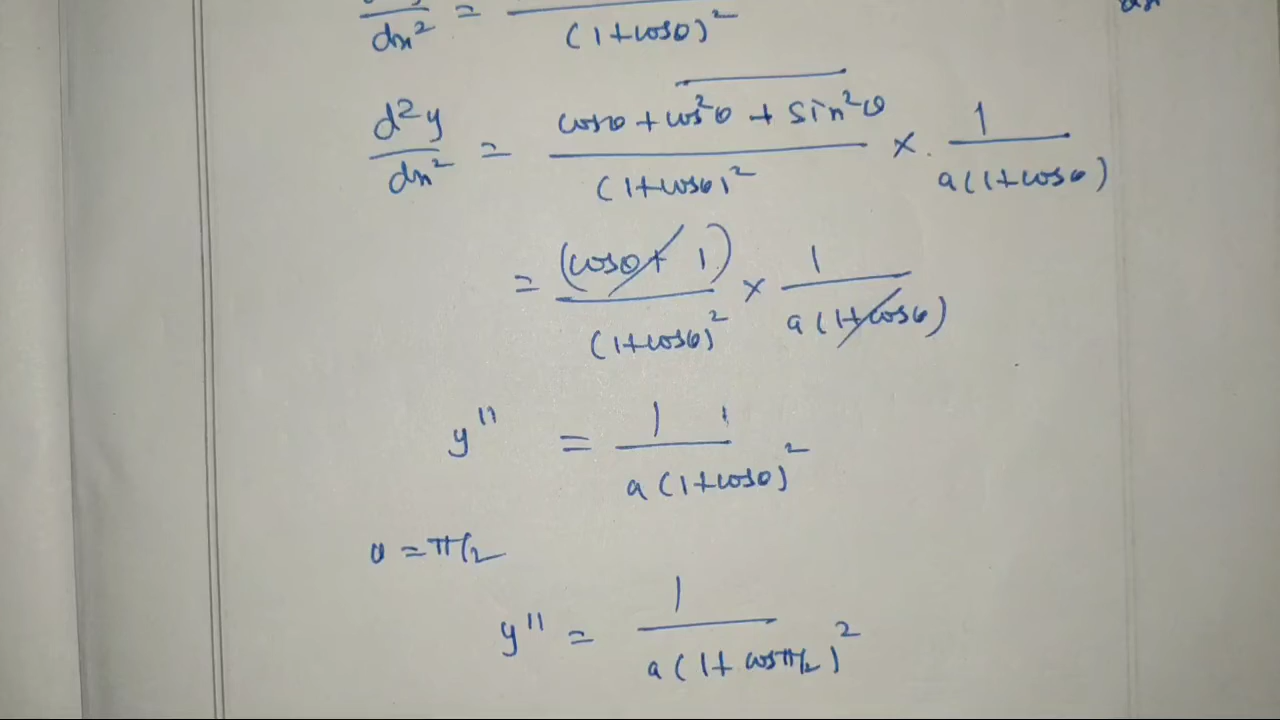 dx² = (1+cosθ)²
d²y/dx² = (cosθ + cos²θ + sin²θ)/(1+cosθ)² × 1/a(1+cosθ)
= (cosθ + 1)/(1+cosθ)² × 1/a(1+cosθ)
y'' = 1/a(1+cosθ)²
θ = π/2
y'' = 1/a(1+cosπ/2)²